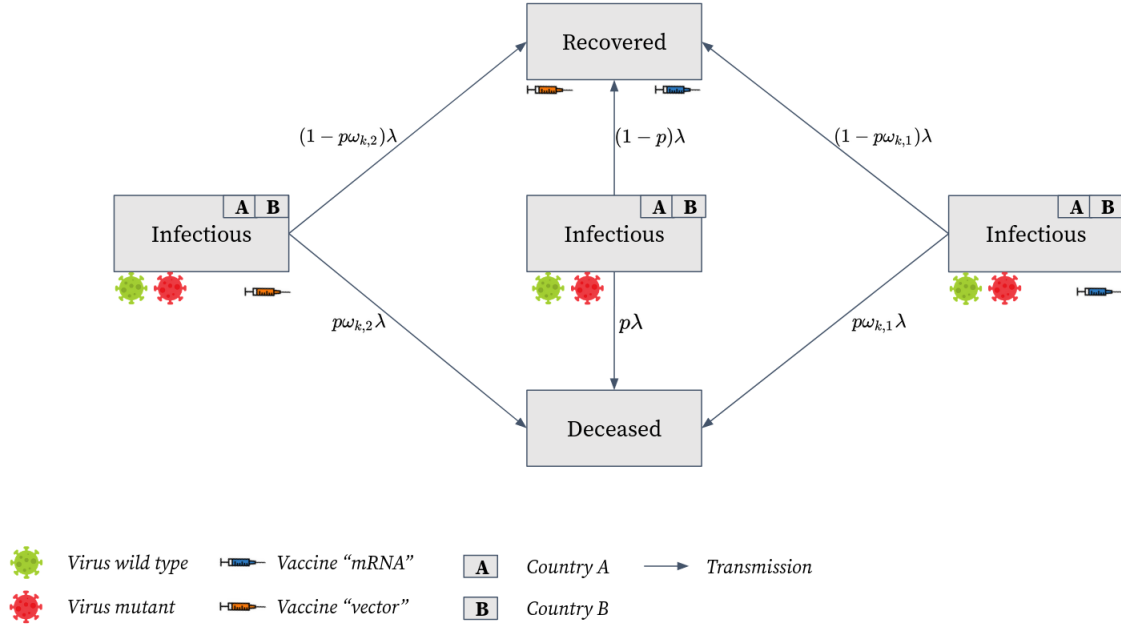 Recovered
(1 − pω_{k,2})λ
(1 − p)λ
(1 − pω_{k,1})λ
A B
Infectious
A B
Infectious
A B
Infectious
pω_{k,2}λ
pλ
pω_{k,1}λ
Deceased
Virus wild type
Vaccine “mRNA”
A
Country A
Transmission
Virus mutant
Vaccine “vector”
B
Country B